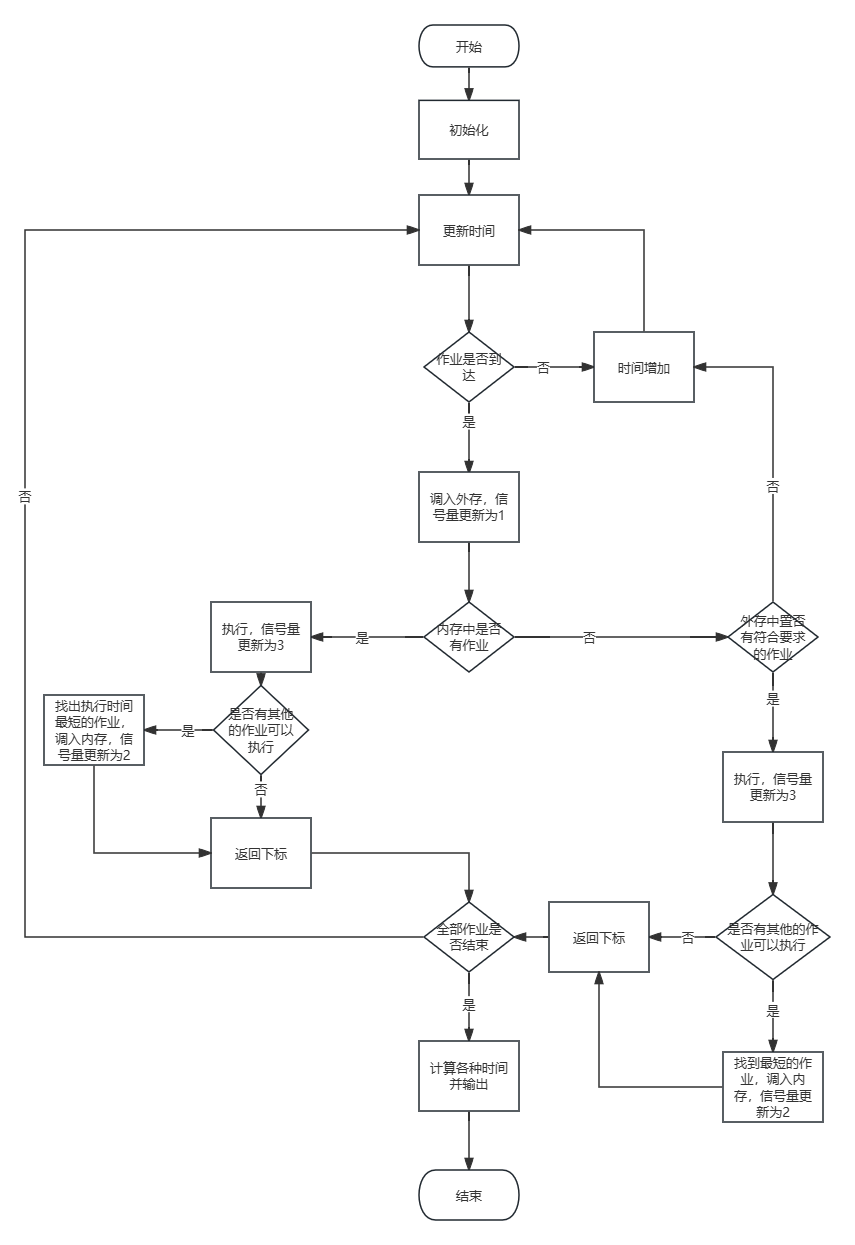 开始
初始化
更新时间
作业是否到
达
否
时间增加
是
调入外存，信
号量更新为1
否
否
内存中是否
有作业
是
否
执行，信号量
更新为3
外存中置否
有符合要求
的作业
是
是否有其他
的作业可以
执行
是
找出执行时间
最短的作业，
调入内存，信
号量更新为2
否
执行，信号量
更新为3
返回下标
全部作业是
否结束
返回下标
否
是否有其他的作
业可以执行
是
是
计算各种时间
并输出
找到最短的作
业，调入内
存，信号量更
新为2
结束